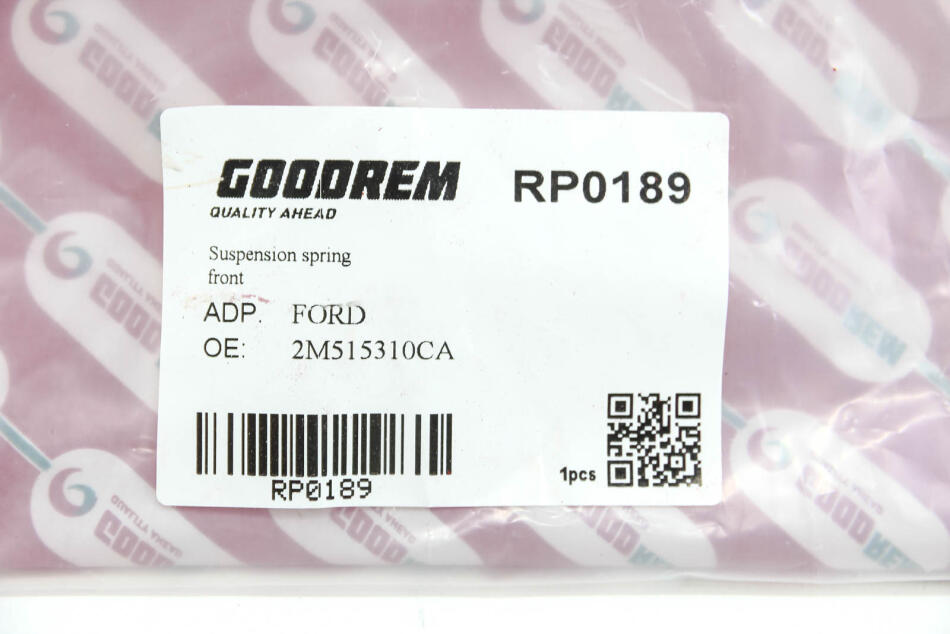 GOODREM
QUALITY AHEAD
RP0189
Suspension spring
front
ADP. FORD
OE: 2M515310CA
RP0189
1pcs